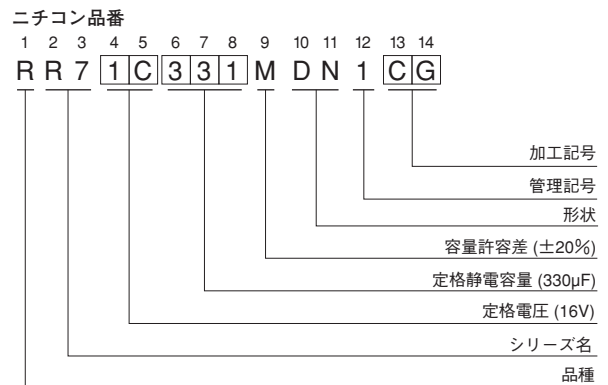 ニチコン品番
1 2 3 4 5 6 7 8 9 10 11 12 13 14
R R 7 1 C 3 3 1 M D N 1 C G
加工記号
管理記号
形状
容量許容差 (±20%)
定格静電容量 (330µF)
定格電圧 (16V)
シリーズ名
品種